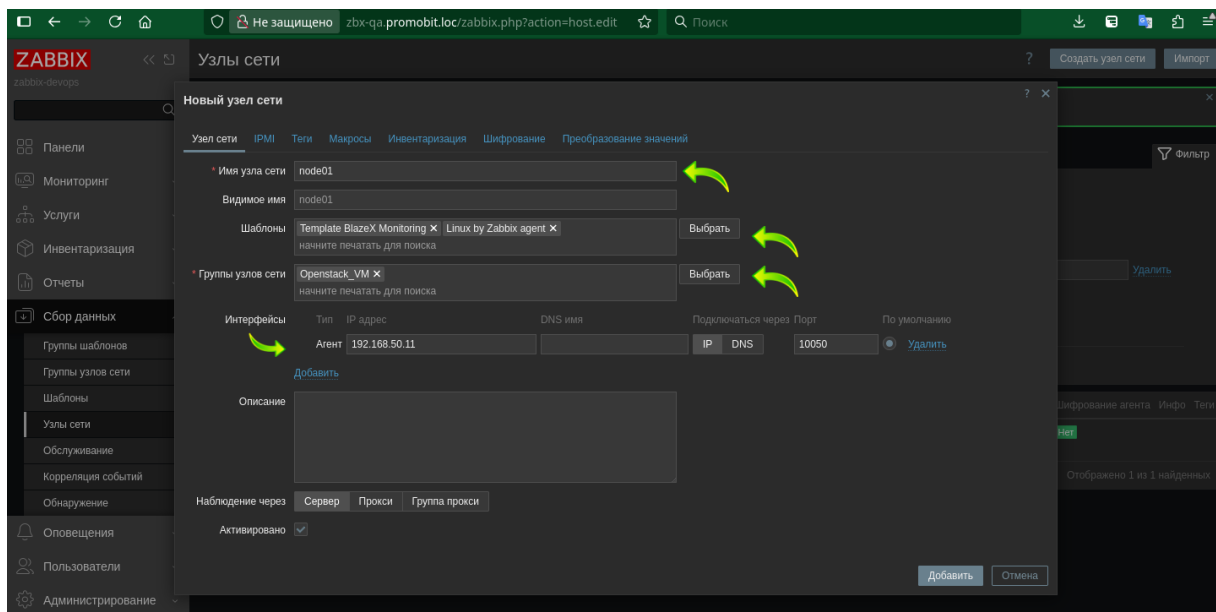 Не защищено zbx-qa.promobit.loc/zabbix.php?action=host.edit Поиск
ZABBIX Узлы сети ? Создать узел сети Импорт
zabbix-devops
Новый узел сети ?
Узел сети IPMI Теги Макросы Инвентаризация Шифрование Преобразование значений
Панели
Мониторинг
Услуги
Инвентаризация
Отчеты
Сбор данных
Группы шаблонов
Группы узлов сети
Шаблоны
Узлы сети
Обслуживание
Корреляция событий
Обнаружение
Оповещения
Пользователи
Администрирование
* Имя узла сети node01
Видимое имя node01
Шаблоны Template BlazeX Monitoring Linux by Zabbix agent Выбрать
начните печатать для поиска
* Группы узлов сети Openstack_VM Выбрать
начните печатать для поиска
Интерфейсы Тип IP адрес DNS имя Подключаться через Порт По умолчанию
Агент 192.168.50.11 IP DNS 10050 Удалить
Добавить
Описание
Наблюдение через Сервер Прокси Группа прокси
Активировано
Добавить Отмена
Фильтр
Удалить
Шифрование агента Инфо Теги
Нет
Отображено 1 из 1 найденных